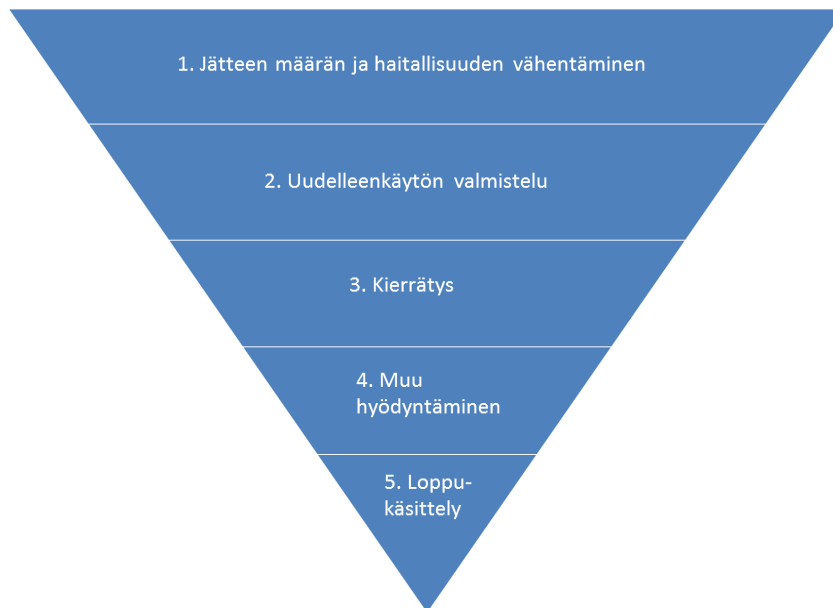 1. Jätteen määrän ja haitallisuuden vähentäminen
2. Uudelleenkäytön valmistelu
3. Kierrätys
4. Muu
hyödyntäminen
5. Loppu-
käsittely